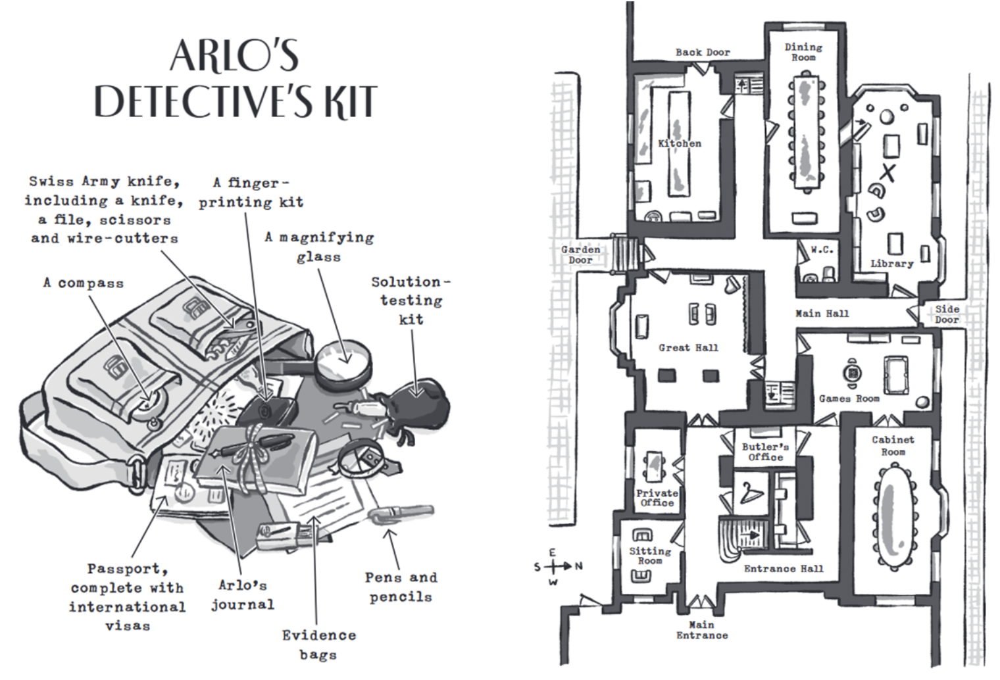 ARLO'S
DETECTIVE'S KIT
Swiss Army knife,
including a knife,
a file, scissors
and wire-cutters
A finger-
printing kit
A magnifying
glass
A compass
Solution-
testing
kit
Passport,
complete with
international
visas
Arlo's
journal
Evidence
bags
Pens and
pencils
Back Door
Dining
Room
Kitchen
Garden
Door
W.C.
Library
Main Hall
Side
Door
Great Hall
Games Room
Butler's
Office
Cabinet
Room
Private
Office
Sitting
Room
Entrance Hall
E
S
N
W
Main
Entrance